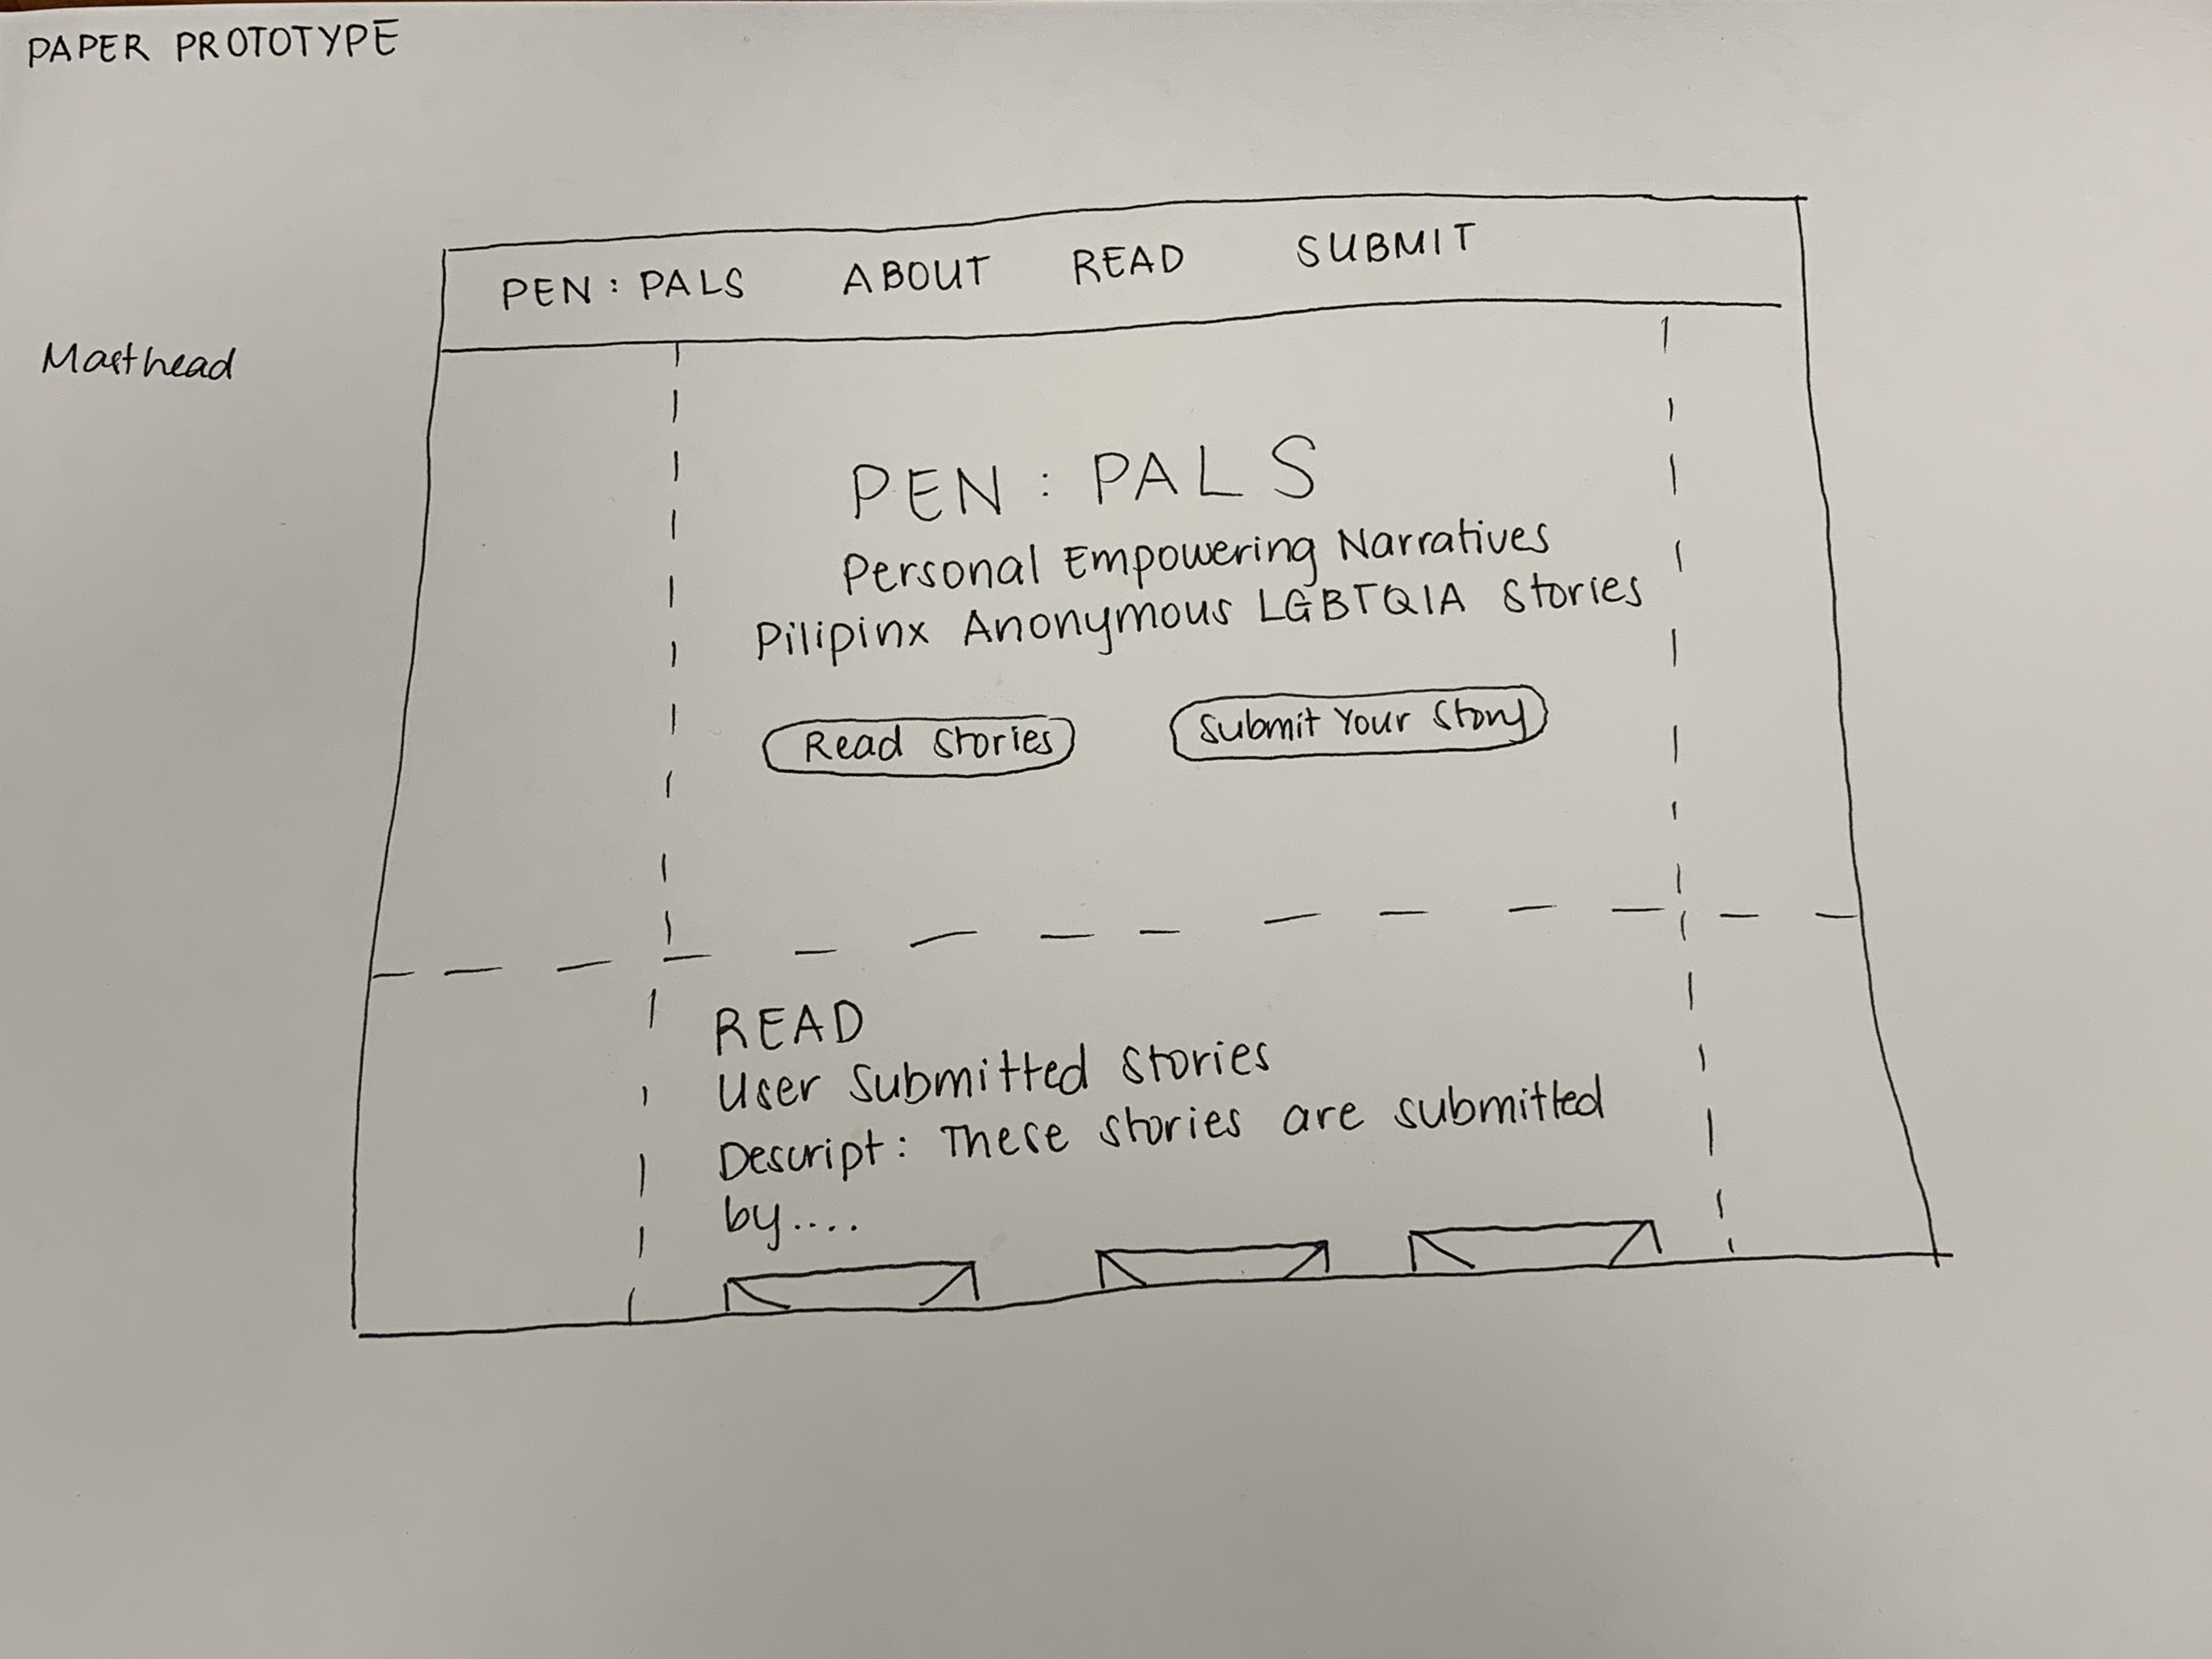 PAPER PROTOTYPE
PEN : PALS ABOUT READ SUBMIT
Masthead
PEN : PALS
Personal Empowering Narratives
Pilipinx Anonymous LGBTQIA Stories
Read Stories Submit Your Story
READ
User Submitted Stories
Descript: These stories are submitted
by....